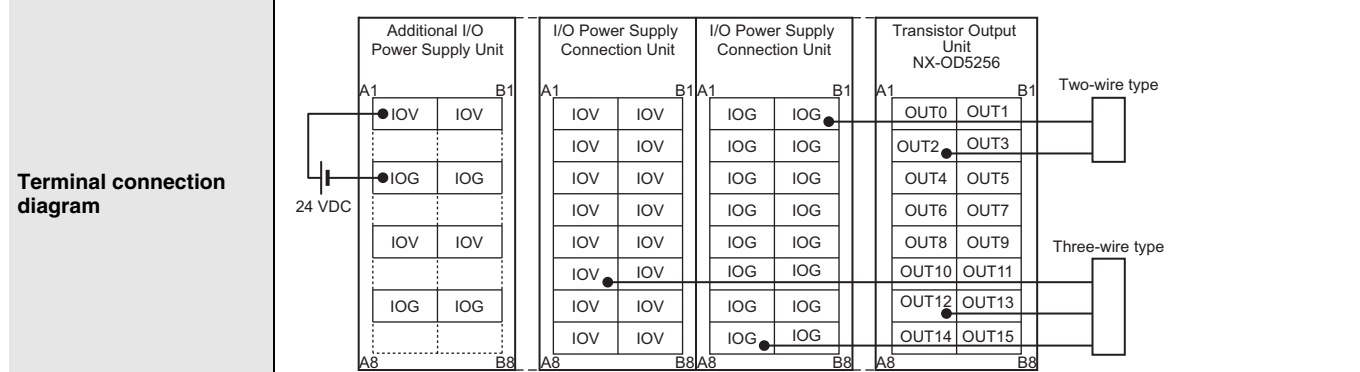 Terminal connection
diagram
Additional I/O
Power Supply Unit
I/O Power Supply
Connection Unit
I/O Power Supply
Connection Unit
Transistor Output
Unit
NX-OD5256
A1 B1 A1 B1 A1 B1 A1 B1
Two-wire type
IOV IOV IOV IOV IOG IOG OUT0 OUT1
IOV IOV IOG IOG OUT2 OUT3
IOG IOG IOV IOV IOG IOG OUT4 OUT5
24 VDC
IOV IOV IOG IOG OUT6 OUT7
IOV IOV IOV IOV IOG IOG OUT8 OUT9
Three-wire type
IOV IOV IOG IOG OUT10 OUT11
IOG IOG IOV IOV IOG IOG OUT12 OUT13
IOV IOV IOG IOG OUT14 OUT15
A8 B8 A8 B8 A8 B8 A8 B8